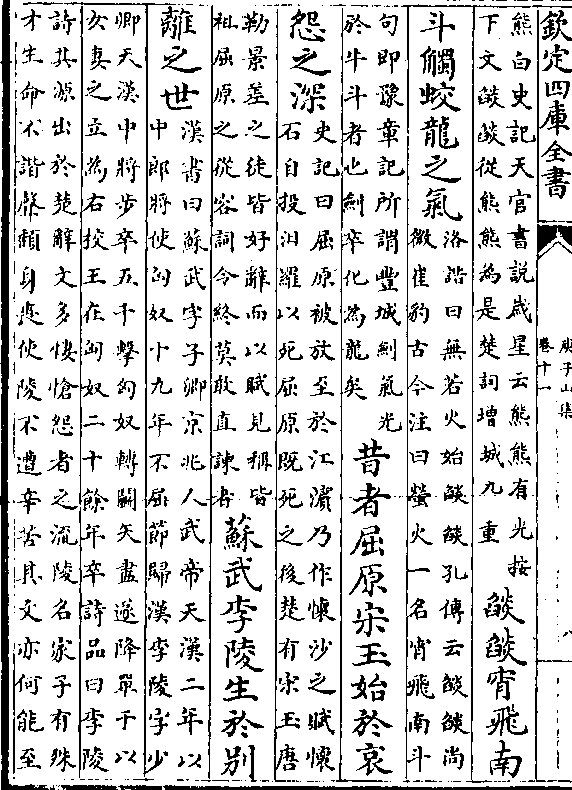 欽定四庫全書
庾子山集
卷十一
八
熊白史記天官書説歲星云熊熊有光按
下文燄燄從熊熊為是楚詞增城九重
燄燄宵飛南
斗觸蛟龍之氣
洛誥曰無若火始燄燄孔傳云燄燄尚
微崔豹古今注曰螢火一名宵飛南斗
句即豫章記所謂豐城劍氣光
於牛斗者也劍卒化為龍矣
昔者屈原宋玉始於哀
怨之深
史記曰屈原被放至於江濱乃作懷沙之賦懷
石自投汨羅以死屈原既死之後楚有宋玉唐
勒景差之徒皆好辭而以賦見稱皆
祖屈原之從容詞令終莫敢直諫者
蘇武李陵生於別
離之世
漢書曰蘇武字子卿京兆人武帝天漢二年以
中郎將使匈奴十九年不屈節歸漢李陵字少
卿天漢中將步卒五千擊匈奴轉鬭矢盡遂降單于以
女妻之立為右挍王在匈奴二十餘年卒詩品曰李陵
詩其源出於楚辭文多悽愴怨者之流陵名家子有殊
才生命不諧聲頽身喪使陵不遭辛苦其文亦何能至